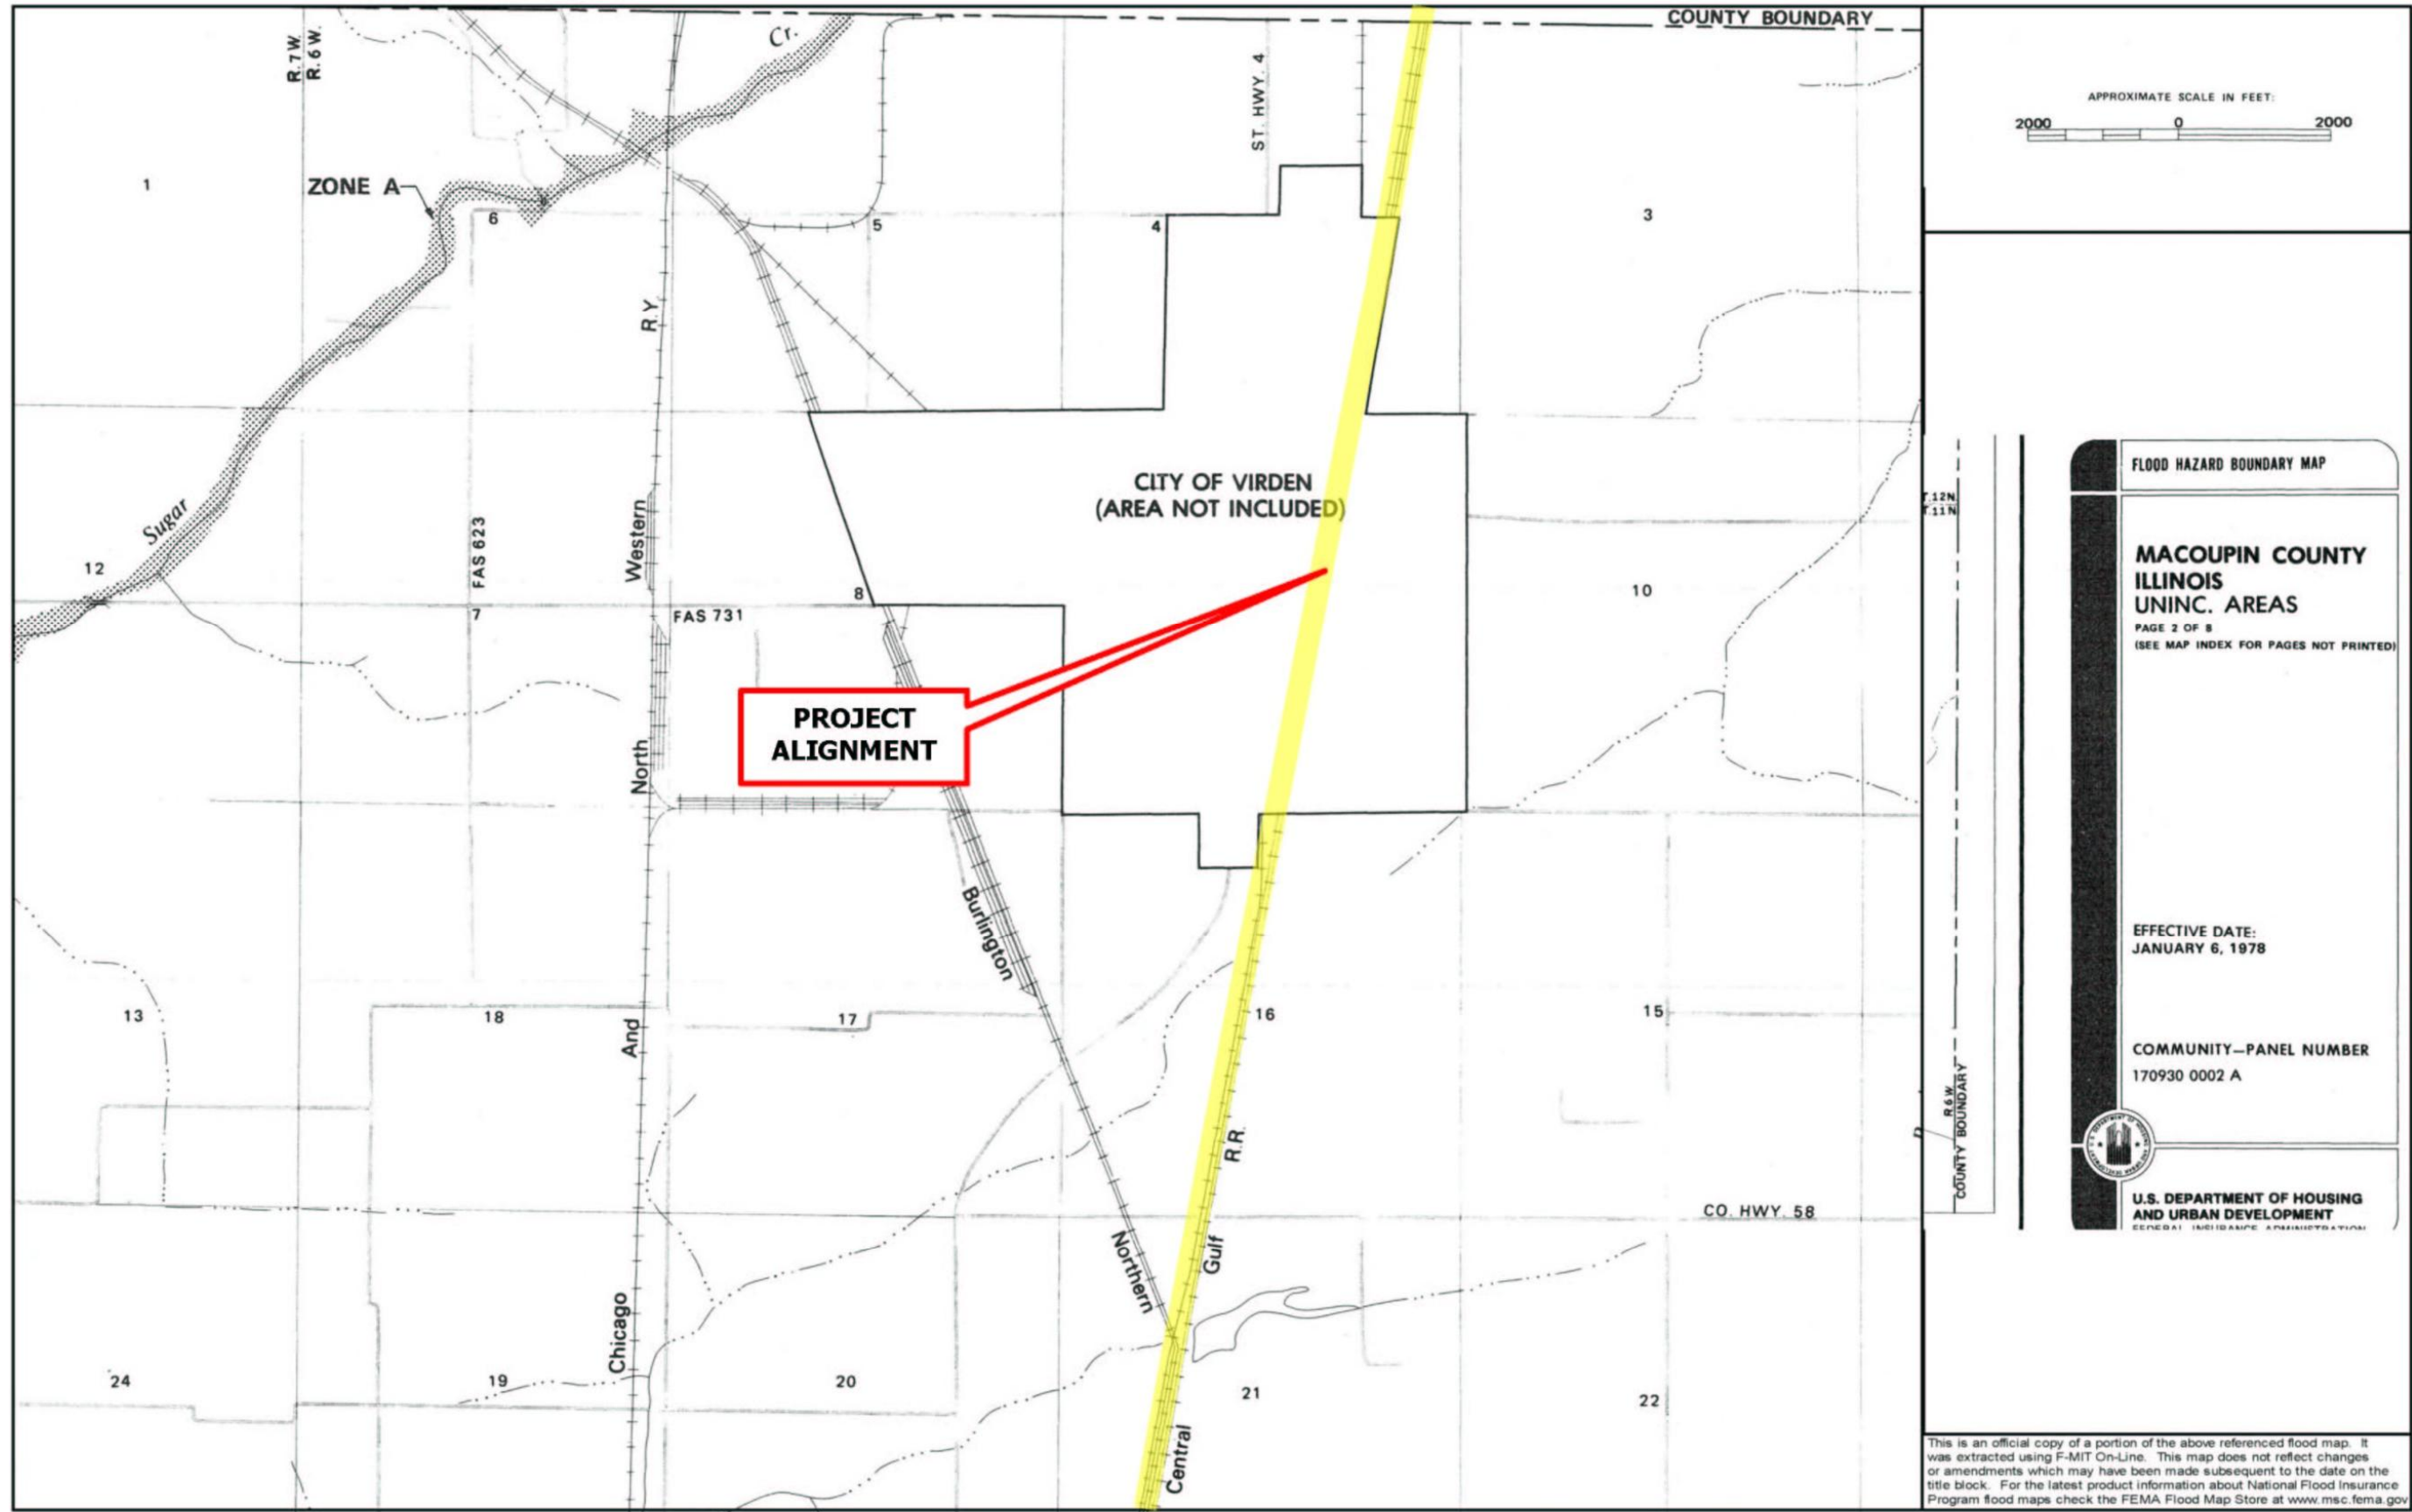 COUNTY BOUNDARY
R. 7 W.
R. 6 W.
Cr.
ST. HWY. 4
1
ZONE A
6
5
4
3
R.Y.
CITY OF VIRDEN
(AREA NOT INCLUDED)
Sugar
12
FAS 623
Western
7
FAS 731
8
10
PROJECT
ALIGNMENT
North
Burlington
13
18
And
17
16
15
R.R.
CO. HWY. 58
Northern
Gulf
Chicago
24
19
20
21
22
Central
APPROXIMATE SCALE IN FEET:
2000 0 2000
T.12N.
T.11N
R 6 W
COUNTY BOUNDARY
FLOOD HAZARD BOUNDARY MAP
MACOUPIN COUNTY
ILLINOIS
UNINC. AREAS
PAGE 2 OF 8
(SEE MAP INDEX FOR PAGES NOT PRINTED)
EFFECTIVE DATE:
JANUARY 6, 1978
COMMUNITY—PANEL NUMBER
170930 0002 A
U.S. DEPARTMENT OF HOUSING
AND URBAN DEVELOPMENT
FEDERAL INSURANCE ADMINISTRATION
This is an official copy of a portion of the above referenced flood map. It
was extracted using F-MIT On-Line. This map does not reflect changes
or amendments which may have been made subsequent to the date on the
title block. For the latest product information about National Flood Insurance
Program flood maps check the FEMA Flood Map Store at www.msc.fema.gov